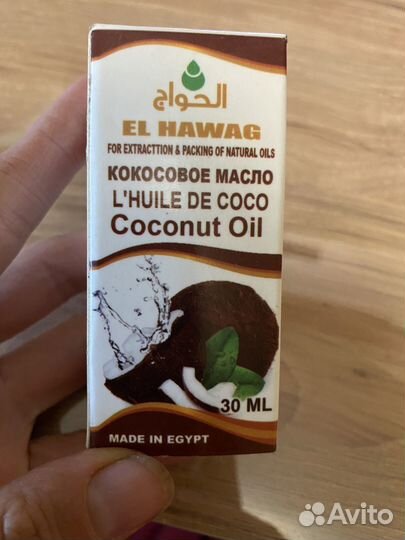 الحواج
EL HAWAG
FOR EXTRACTTION & PACKING OF NATURAL OILS
КОКОСОВОЕ МАСЛО
L'HUILE DE COCO
Coconut Oil
30 ML
MADE IN EGYPT
Avito